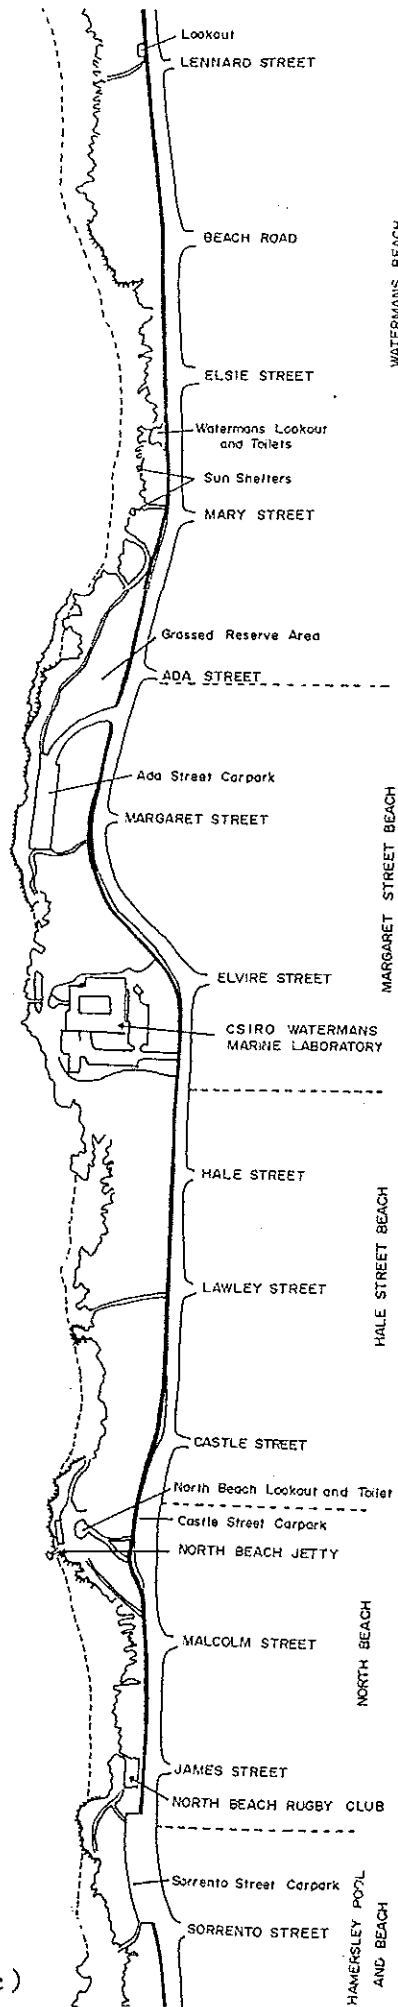 Lookout
LENNARD STREET
BEACH ROAD
WATERMANS BEACH
ELSIE STREET
Watermans Lookout
and Toilets
Sun Shelters
MARY STREET
Grassed Reserve Area
ADA STREET
Ada Street Carpark
MARGARET STREET
MARGARET STREET BEACH
ELVIRE STREET
CSIRO WATERMANS
MARINE LABORATORY
HALE STREET
HALE STREET BEACH
LAWLEY STREET
CASTLE STREET
North Beach Lookout and Toilet
Castle Street Carpark
NORTH BEACH JETTY
MALCOLM STREET
NORTH BEACH
JAMES STREET
NORTH BEACH RUGBY CLUB
Sorrento Street Carpark
SORRENTO STREET
HAMERSLEY POOL
AND BEACH